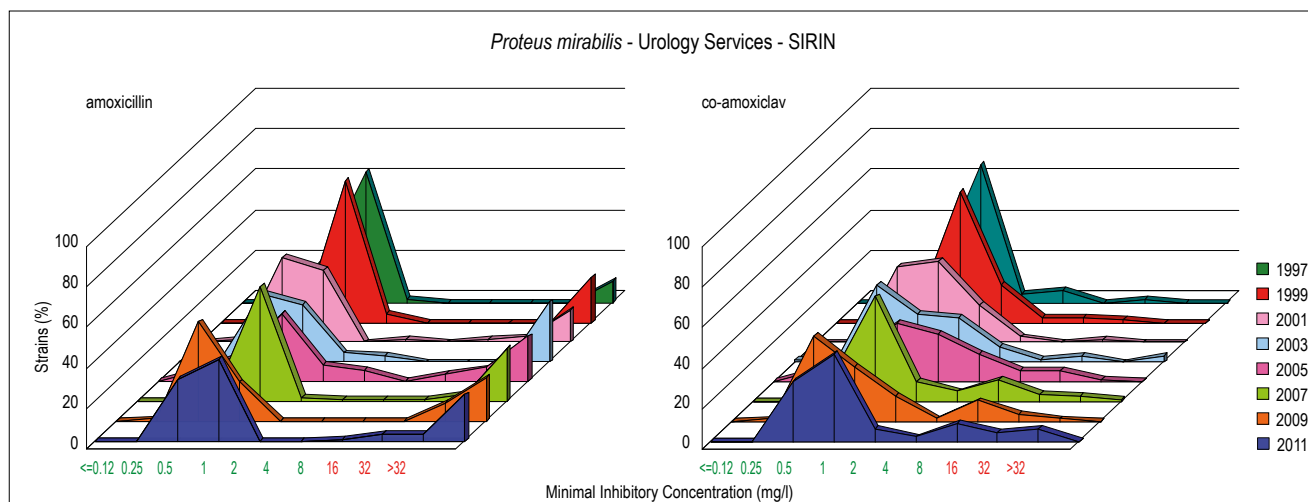 Proteus mirabilis - Urology Services - SIRIN
amoxicillin
co-amoxiclav
100
80
60
40
20
0
Strains (%)
<=0.12 0.25 0.5 1 2 4 8 16 32 >32
100
80
60
40
20
0
<=0.12 0.25 0.5 1 2 4 8 16 32 >32
Minimal Inhibitory Concentration (mg/l)
1997
1999
2001
2003
2005
2007
2009
2011